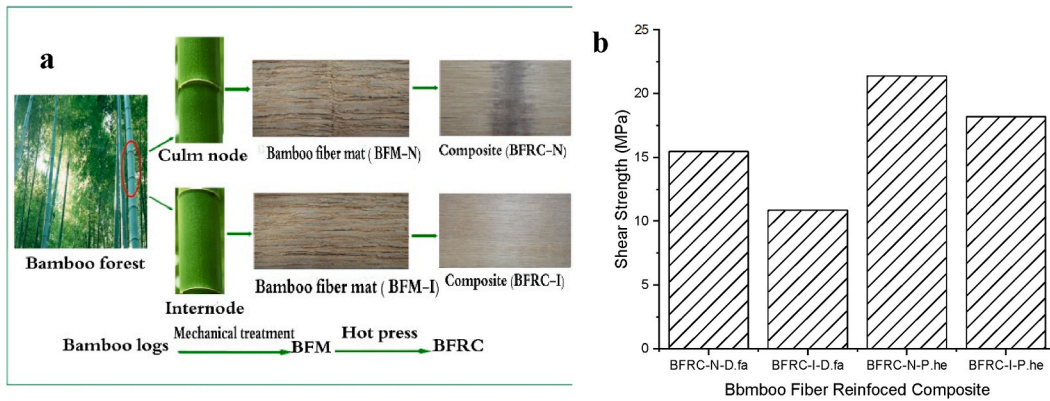 a
Culm node
Bamboo fiber mat ( BFM–N)
Composite (BFRC–N)
Bamboo forest
Internode
Bamboo fiber mat ( BFM–I)
Composite (BFRC–I)
Bamboo logs
Mechanical treatment
BFM
Hot press
BFRC
b
Shear Strength (MPa)
25
20
15
10
5
0
BFRC-N-D.fa
BFRC-I-D.fa
BFRC-N-P.he
BFRC-I-P.he
Bbmboo Fiber Reinfoced Composite